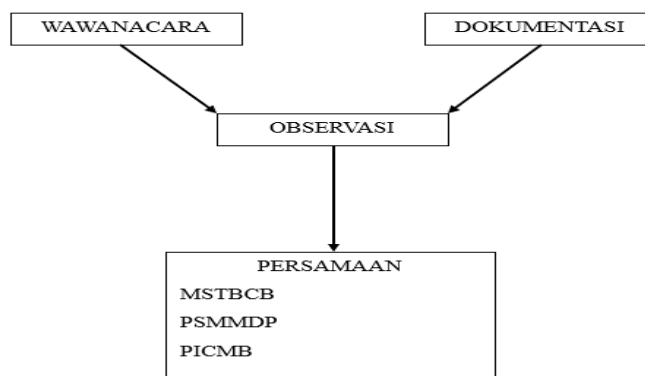 WAWANACARA
DOKUMENTASI
OBSERVASI
PERSAMAAN
MSTBCB
PSMMDP
PICMB